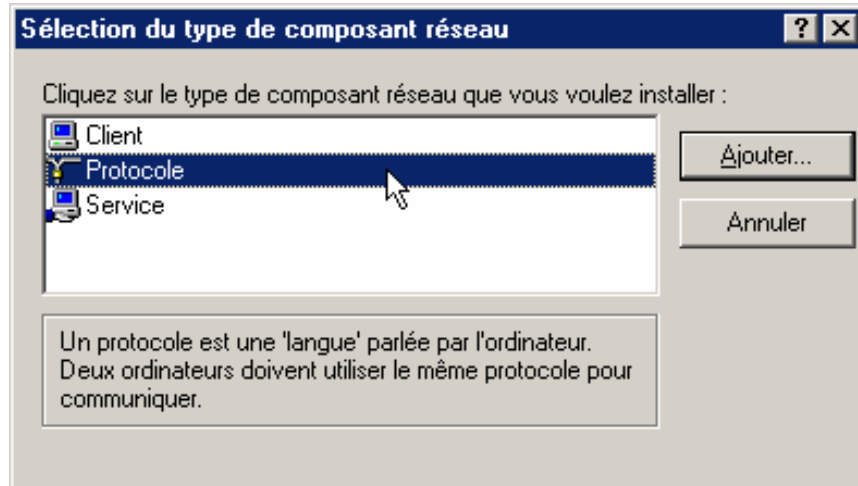 Sélection du type de composant réseau
Cliquez sur le type de composant réseau que vous voulez installer :
Client
Protocole
Service
Ajouter...
Annuler
Un protocole est une 'langue' parlée par l'ordinateur.
Deux ordinateurs doivent utiliser le même protocole pour
communiquer.